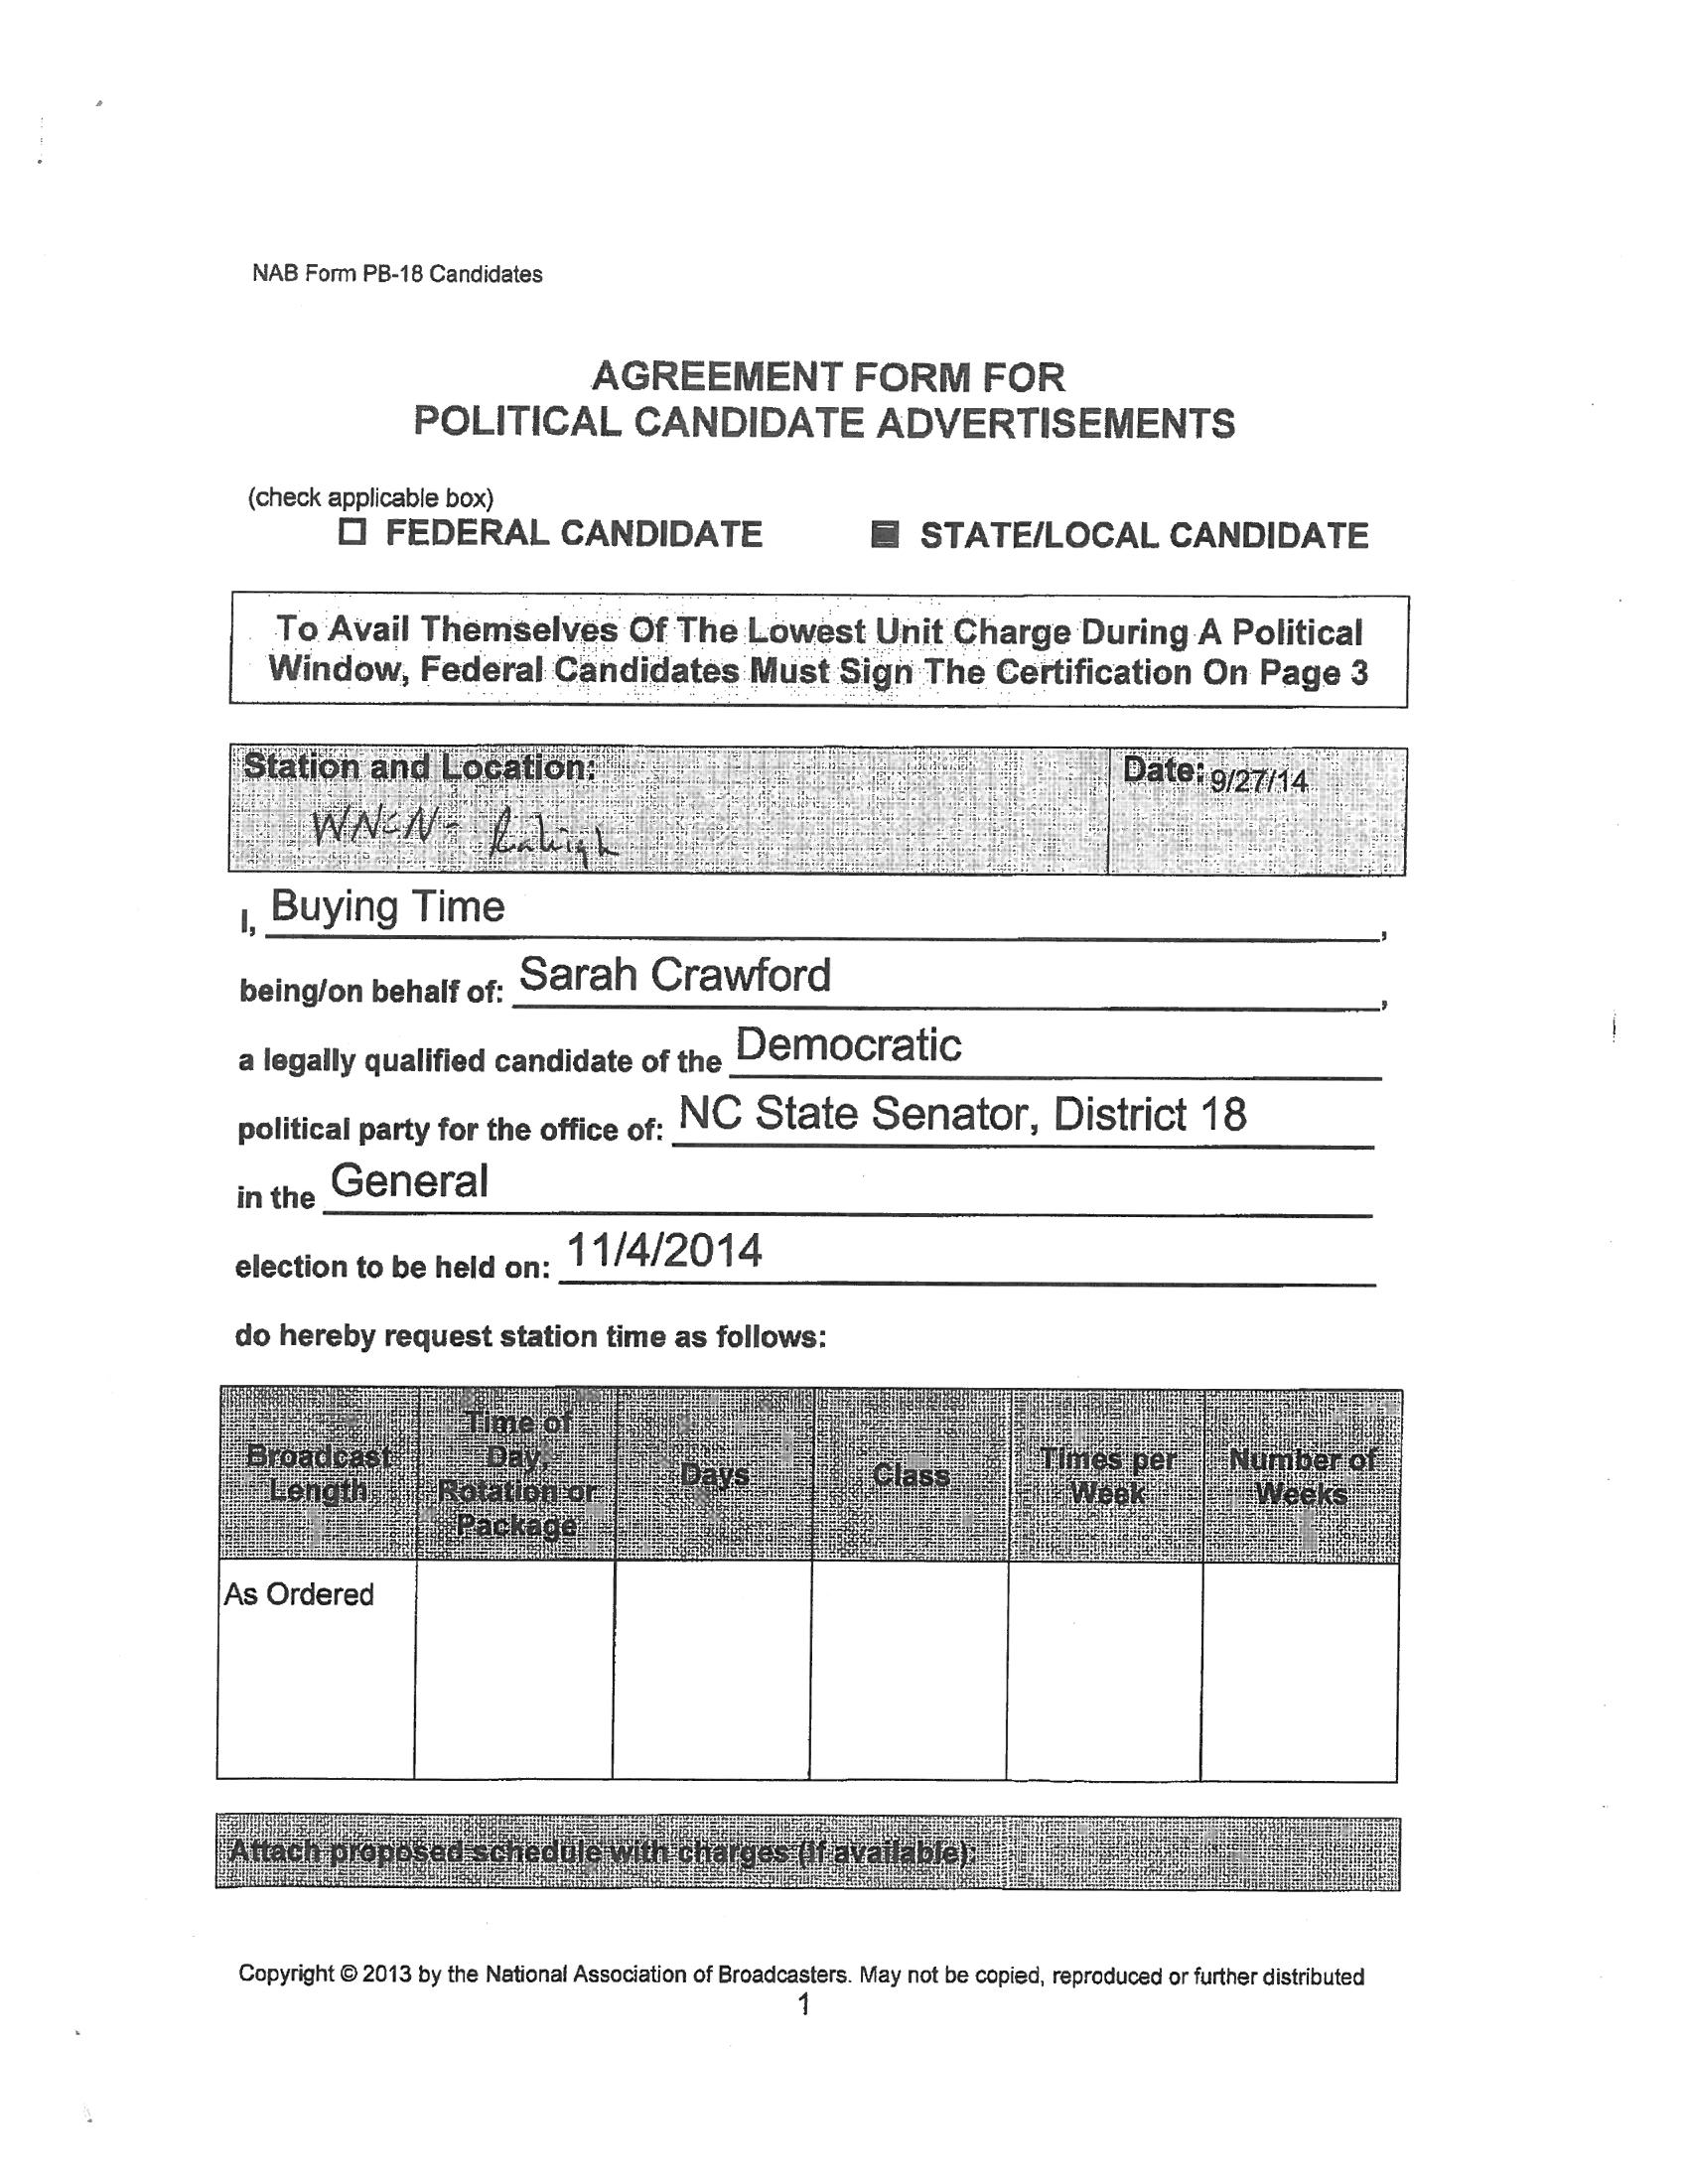 NAB Form PB-18 Candidates
AGREEMENT FORM FOR
POLITICAL CANDIDATE ADVERTISEMENTS
(check applicable box)
☐ FEDERAL CANDIDATE ■ STATE/LOCAL CANDIDATE
To Avail Themselves Of The Lowest Unit Charge During A Political
Window, Federal Candidates Must Sign The Certification On Page 3
Station and Location: Date: 9/27/14
WNCN - Raleigh
I, Buying Time,
being/on behalf of: Sarah Crawford,
a legally qualified candidate of the Democratic
political party for the office of: NC State Senator, District 18
in the General
election to be held on: 11/4/2014
do hereby request station time as follows:
Broadcast Length
Time of Day, Rotation or Package
Days
Class
Times per Week
Number of Weeks
As Ordered
Attach proposed schedule with charges (if available):
Copyright © 2013 by the National Association of Broadcasters. May not be copied, reproduced or further distributed
1